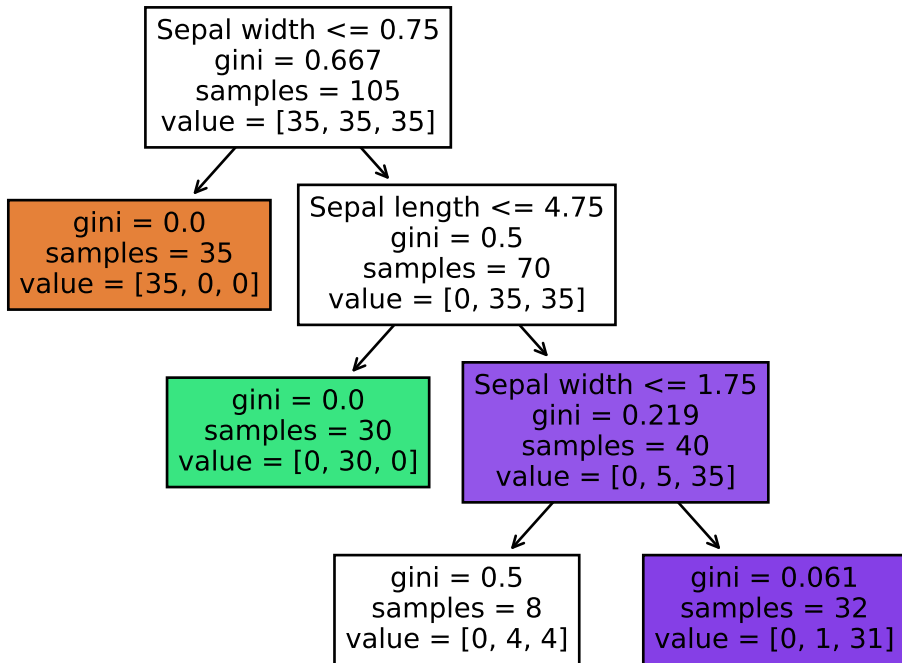 Sepal width <= 0.75
gini = 0.667
samples = 105
value = [35, 35, 35]
gini = 0.0
samples = 35
value = [35, 0, 0]
Sepal length <= 4.75
gini = 0.5
samples = 70
value = [0, 35, 35]
gini = 0.0
samples = 30
value = [0, 30, 0]
Sepal width <= 1.75
gini = 0.219
samples = 40
value = [0, 5, 35]
gini = 0.5
samples = 8
value = [0, 4, 4]
gini = 0.061
samples = 32
value = [0, 1, 31]